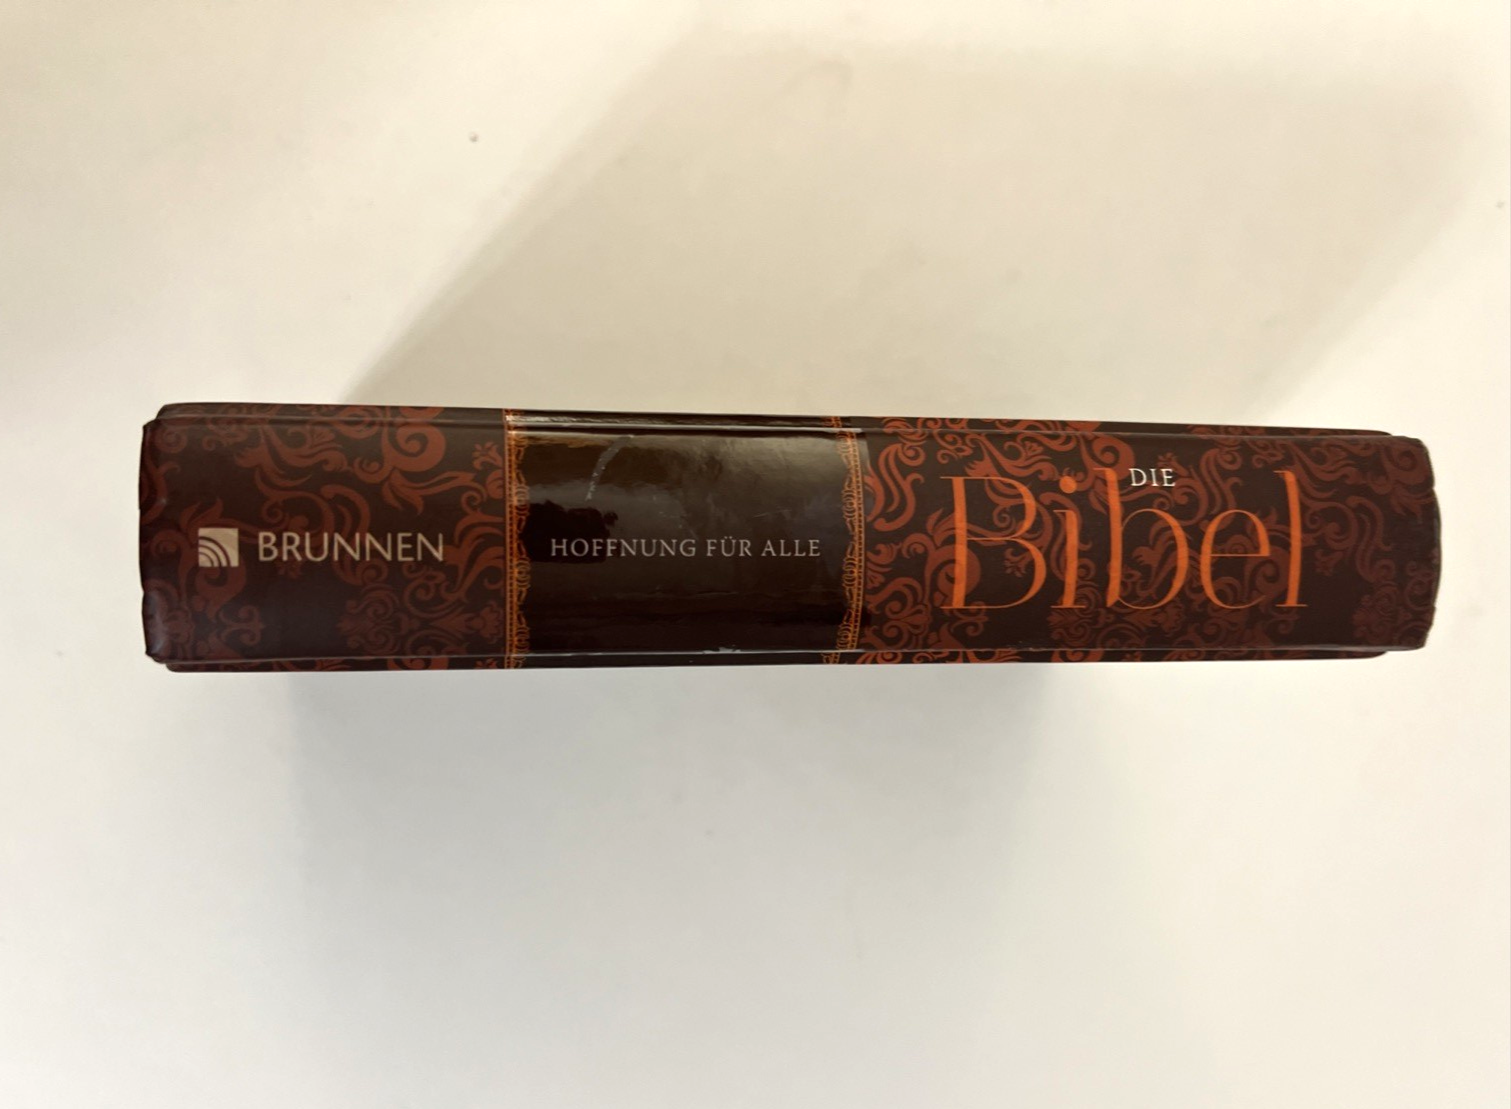 BRUNNEN
HOFFNUNG FÜR ALLE
DIE
Bibel